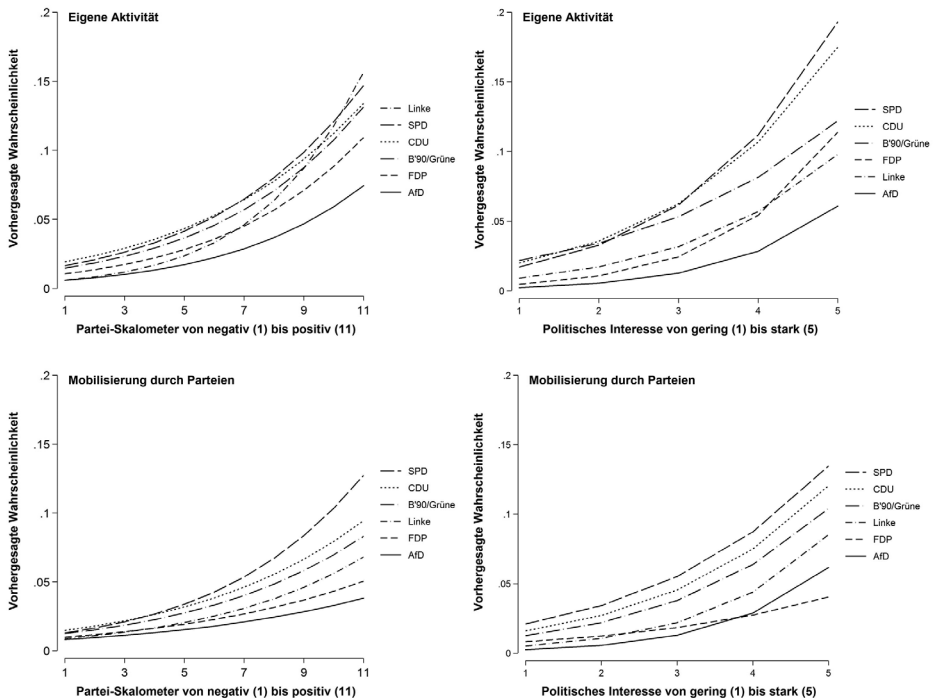 Eigene Aktivität
Vorhergesagte Wahrscheinlichkeit
.2
.15
.1
.05
0
1 3 5 7 9 11
Partei-Skalometer von negativ (1) bis positiv (11)
Linke
SPD
CDU
B'90/Grüne
FDP
AfD
Eigene Aktivität
Vorhergesagte Wahrscheinlichkeit
.2
.15
.1
.05
0
1 2 3 4 5
Politisches Interesse von gering (1) bis stark (5)
SPD
CDU
B'90/Grüne
FDP
Linke
AfD
Mobilisierung durch Parteien
Vorhergesagte Wahrscheinlichkeit
.2
.15
.1
.05
0
1 3 5 7 9 11
Partei-Skalometer von negativ (1) bis positiv (11)
SPD
CDU
B'90/Grüne
Linke
FDP
AfD
Mobilisierung durch Parteien
Vorhergesagte Wahrscheinlichkeit
.2
.15
.1
.05
0
1 2 3 4 5
Politisches Interesse von gering (1) bis stark (5)
SPD
CDU
B'90/Grüne
Linke
FDP
AfD